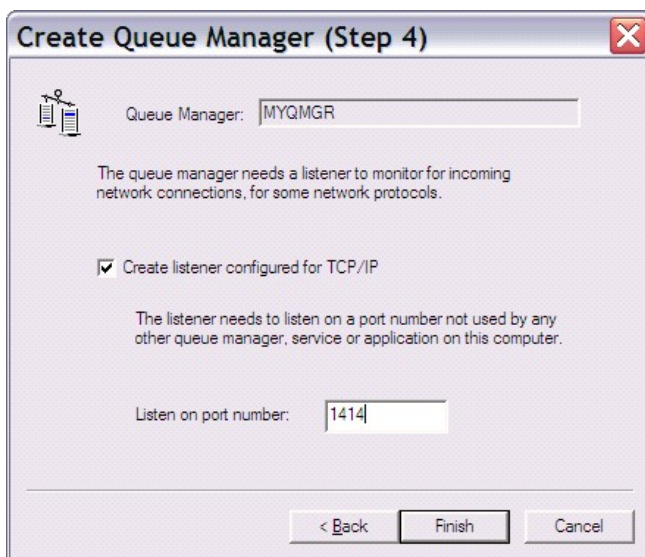 Create Queue Manager (Step 4)
Queue Manager: MYQMGR
The queue manager needs a listener to monitor for incoming
network connections, for some network protocols.
Create listener configured for TCP/IP
The listener needs to listen on a port number not used by any
other queue manager, service or application on this computer.
Listen on port number: 1414
< Back Finish Cancel